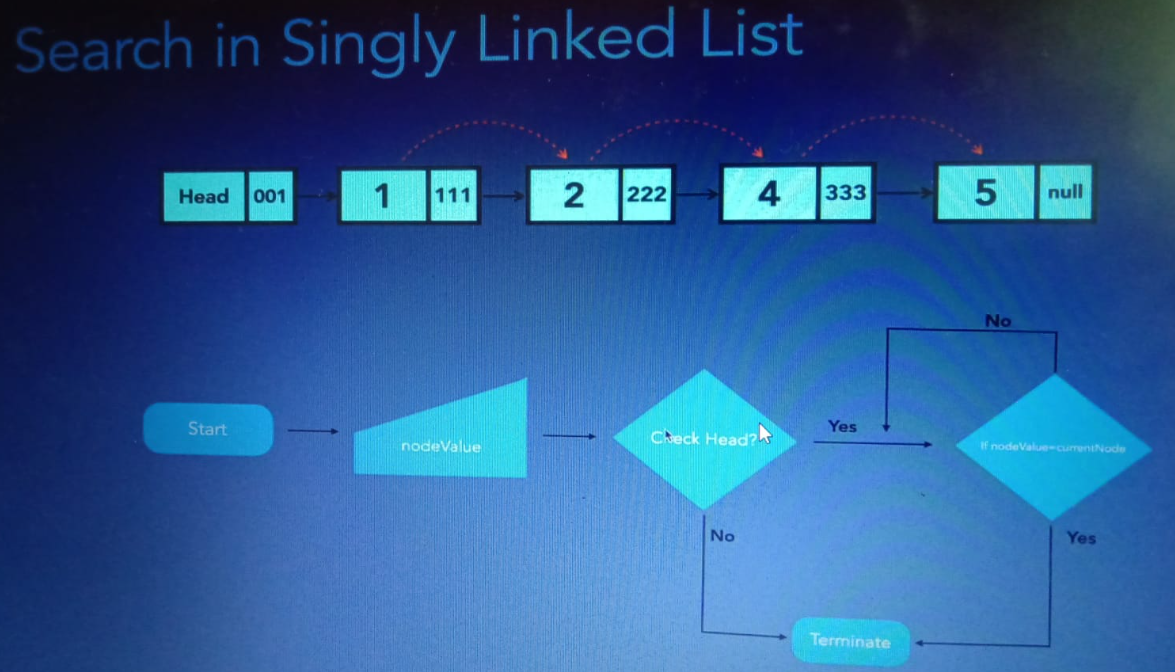 Search in Singly Linked List
Head 001 1 111 2 222 4 333 5 null
No
Start
nodeValue
Check Head?
Yes
If nodeValue=currentNode
No
Yes
Terminate